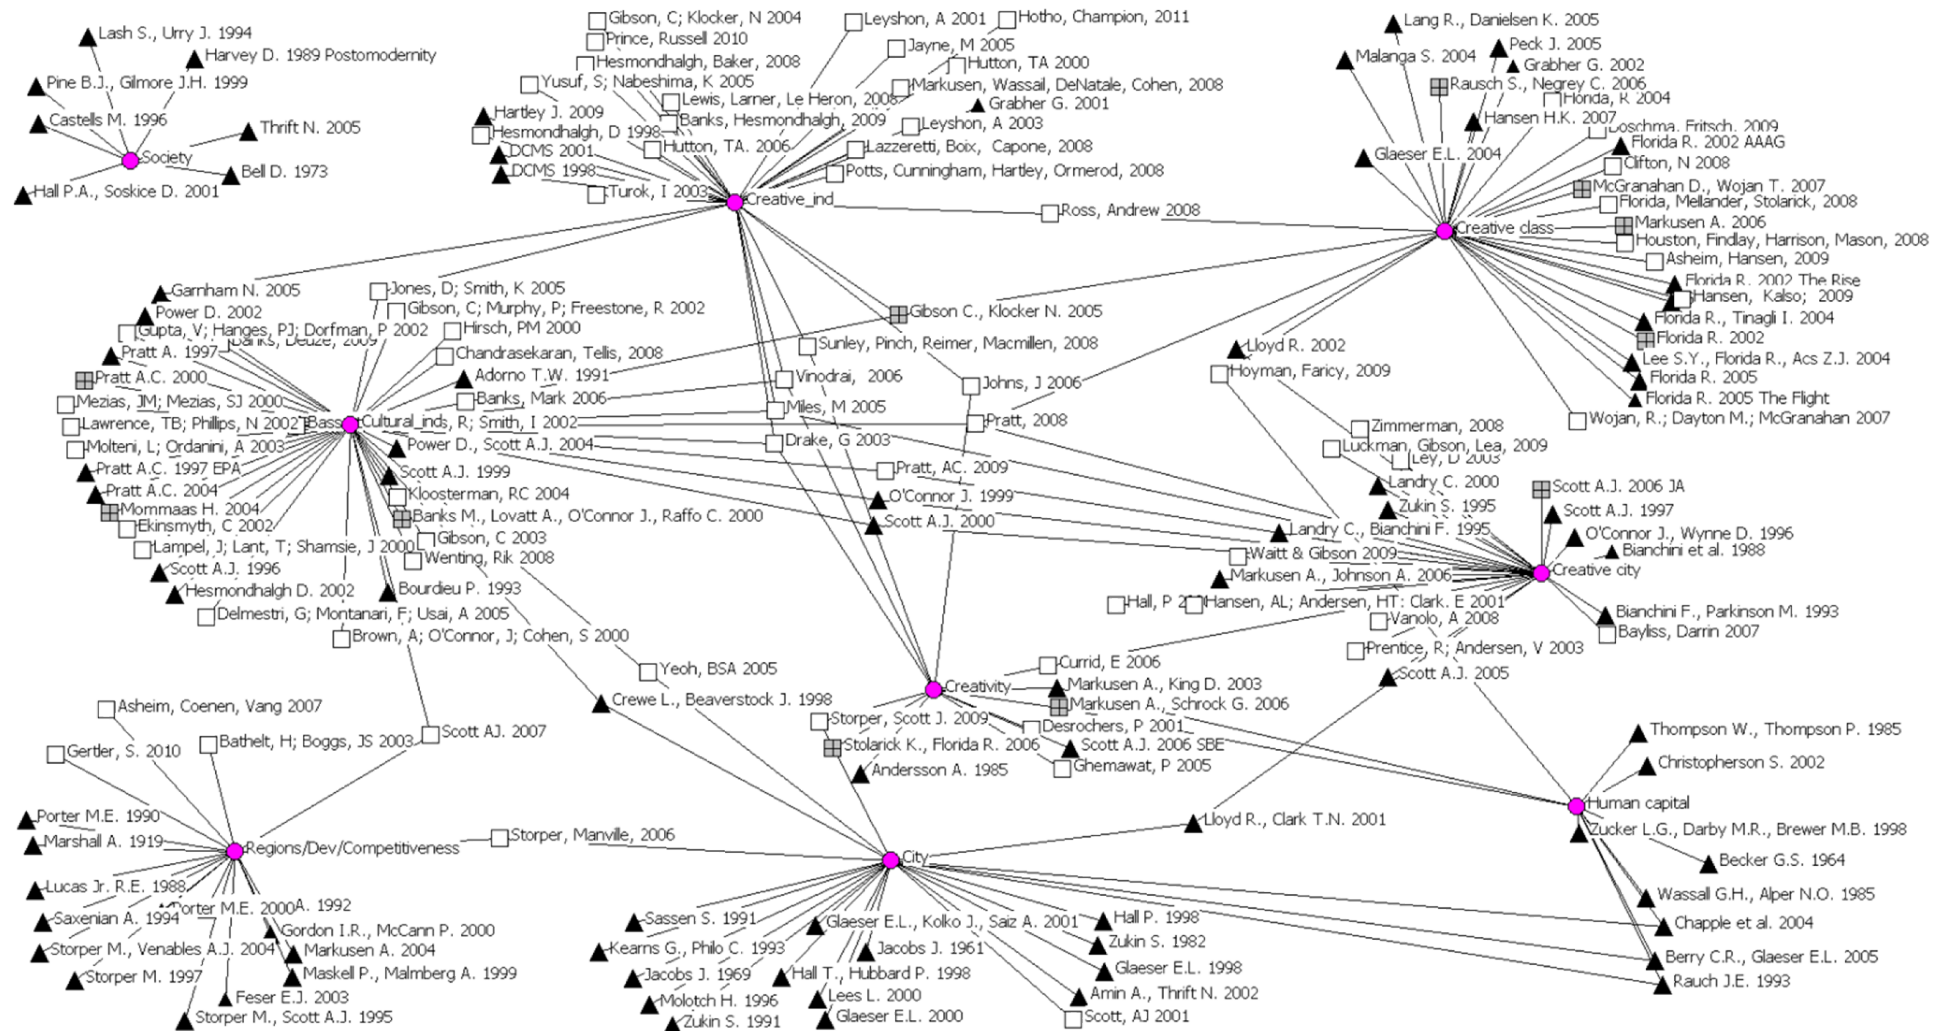 Lash S., Urry J. 1994
Harvey D. 1989 Postomodernity
Pine B.J., Gilmore J.H. 1999
Castells M. 1996
Thrift N. 2005
Society
Bell D. 1973
Hall P.A., Soskice D. 2001
Gibson, C; Klocker, N 2004
Prince, Russell 2010
Hesmondhalgh, Baker, 2008
Yusuf, S; Nabeshima, K 2005
Lewis, Larner, Le Heron, 2008
Hartley J. 2009
Banks, Hesmondhalgh, 2009
Hesmondhalgh, D 1998
DCMS 2001
Hutton, TA. 2006
DCMS 1998
Turok, I 2003
Leyshon, A 2001
Hotho, Champion, 2011
Jayne, M 2005
Hutton, TA 2000
Markusen, Wassail, DeNatale, Cohen, 2008
Grabher G. 2001
Leyshon, A 2003
Lazzeretti, Boix, Capone, 2008
Potts, Cunningham, Hartley, Ormerod, 2008
Creative_ind
Ross, Andrew 2008
Lang R., Danielsen K. 2005
Malanga S. 2004
Peck J. 2005
Grabher G. 2002
Rausch S., Negrey C. 2006
Florida, R 2004
Hansen H.K. 2007
Boschma, Fritsch, 2009
Florida R. 2002 AAAG
Glaeser E.L. 2004
Clifton, N 2008
McGranahan D., Wojan T. 2007
Florida, Mellander, Stolarick, 2008
Markusen A. 2006
Creative class
Houston, Findlay, Harrison, Mason, 2008
Asheim, Hansen, 2009
Florida R. 2002 The Rise
Hansen, Kalso; 2009
Florida R., Tinagli I. 2004
Florida R. 2002
Lee S.Y., Florida R., Acs Z.J. 2004
Florida R. 2005
Florida R. 2005 The Flight
Wojan, R.; Dayton M.; McGranahan 2007
Garnham N. 2005
Power D. 2002
Gupta, V; Hanges, PJ; Dorfman, P 2002
Banks, Deuze, 2009
Pratt A. 1997
Pratt A.C. 2000
Mezias, JM; Mezias, SJ 2000
Lawrence, TB; Phillips, N 2002
Bass
Cultural_ind
s, R; Smith, I 2002
Molteni, L; Ordanini, A 2003
Pratt A.C. 1997 EPA
Pratt A.C. 2004
Mommaas H. 2004
Ekinsmyth, C 2002
Lampel, J; Lant, T; Shamsie, J 2000
Scott A.J. 1996
Hesmondhalgh D. 2002
Delmestri, G; Montanari, F; Usai, A 2005
Brown, A; O'Connor, J; Cohen, S 2000
Jones, D; Smith, K 2005
Gibson, C; Murphy, P; Freestone, R 2002
Hirsch, PM 2000
Chandrasekaran, Tellis, 2008
Adorno T.W. 1991
Banks, Mark 2006
Power D., Scott A.J. 2004
Scott A.J. 1999
Kloosterman, RC 2004
Banks M., Lovatt A., O'Connor J., Raffo C. 2000
Gibson, C 2003
Wenting, Rik 2008
Bourdieu P. 1993
Gibson C., Klocker N. 2005
Sunley, Pinch, Reimer, Macmillen, 2008
Vinodrai, 2006
Johns, J 2006
Miles, M 2005
Pratt, 2008
Drake, G 2003
Pratt, AC. 2009
O'Connor J. 1999
Scott A.J. 2000
Lloyd R. 2002
Hoyman, Faricy, 2009
Zimmerman, 2008
Luckman, Gibson, Lea, 2009
Ley, D 2003
Landry C. 2000
Zukin S. 1995
Landry C., Bianchini F. 1995
Waitt & Gibson 2009
Markusen A., Johnson A. 2006
Hall, P
Hansen, AL; Andersen, HT; Clark. E 2001
Vanolo, A 2008
Prentice, R; Andersen, V 2003
Scott A.J. 2005
Scott A.J. 2006 JA
Scott A.J. 1997
O'Connor J., Wynne D. 1996
Bianchini et al. 1988
Creative city
Bianchini F., Parkinson M. 1993
Bayliss, Darrin 2007
Yeoh, BSA 2005
Crewe L., Beaverstock J. 1998
Currid, E 2006
Creativity
Markusen A., King D. 2003
Markusen A., Schrock G. 2006
Storper, Scott J. 2009
Desrochers, P 2001
Stolarick K., Florida R. 2006
Scott A.J. 2006 SBE
Andersson A. 1985
Ghemawat, P 2005
Asheim, Coenen, Vang 2007
Gertler, S. 2010
Bathelt, H; Boggs, JS 2003
Scott AJ. 2007
Porter M.E. 1990
Marshall A. 1919
Regions/Dev/Competitiveness
Storper, Manville, 2006
Lucas Jr. R.E. 1988
Porter M.E. 2000
A. 1992
Saxenian A. 1994
Gordon I.R., McCann P. 2000
Storper M., Venables A.J. 2004
Markusen A. 2004
Storper M. 1997
Maskell P., Malmberg A. 1999
Feser E.J. 2003
Storper M., Scott A.J. 1995
Lloyd R., Clark T.N. 2001
City
Sassen S. 1991
Glaeser E.L., Kolko J., Saiz A. 2001
Hall P. 1998
Kearns G., Philo C. 1993
Jacobs J. 1961
Zukin S. 1982
Jacobs J. 1969
Hall T., Hubbard P. 1998
Glaeser E.L. 1998
Molotch H. 1996
Lees L. 2000
Amin A., Thrift N. 2002
Zukin S. 1991
Glaeser E.L. 2000
Scott, AJ 2001
Thompson W., Thompson P. 1985
Christopherson S. 2002
Human capital
Zucker L.G., Darby M.R., Brewer M.B. 1998
Becker G.S. 1964
Wassall G.H., Alper N.O. 1985
Chapple et al. 2004
Berry C.R., Glaeser E.L. 2005
Rauch J.E. 1993